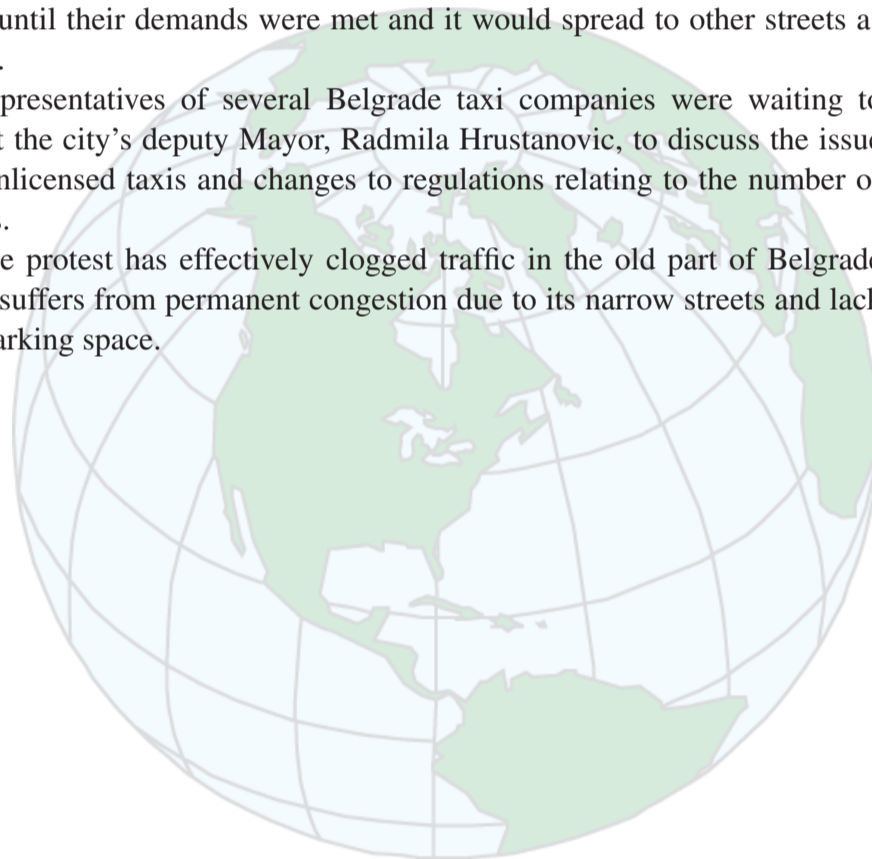 until their demands were met and it would spread to other streets a
.
presentatives of several Belgrade taxi companies were waiting to
t the city's deputy Mayor, Radmila Hrustanovic, to discuss the issue
nlicensed taxis and changes to regulations relating to the number o
s.
e protest has effectively clogged traffic in the old part of Belgrade
suffers from permanent congestion due to its narrow streets and lack
arking space.